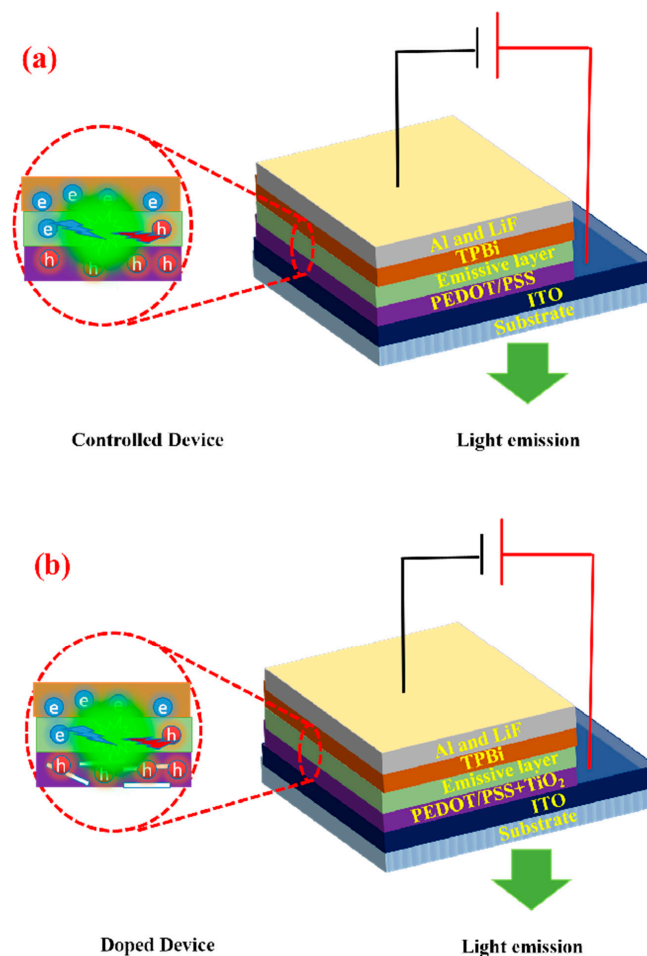 (a)
e e e e
e h
h h h h
Al and LiF
TPBi
Emissive layer
PEDOT/PSS
ITO
Substrate
Controlled Device
Light emission
(b)
e e e e
e h
h h h h
Al and LiF
TPBi
Emissive layer
PEDOT/PSS+TiO₂
ITO
Substrate
Doped Device
Light emission